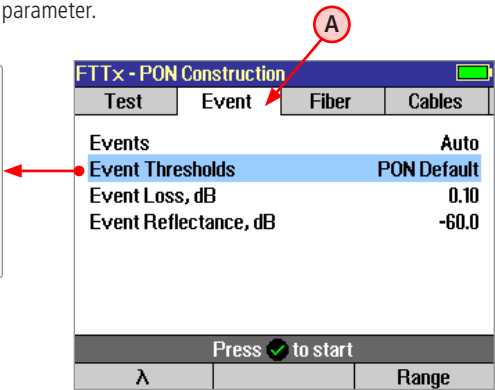 parameter.
A
FTTx - PON Construction
Test Event Fiber Cables
Events Auto
Event Thresholds PON Default
Event Loss, dB 0.10
Event Reflectance, dB -60.0
Press to start
λ Range